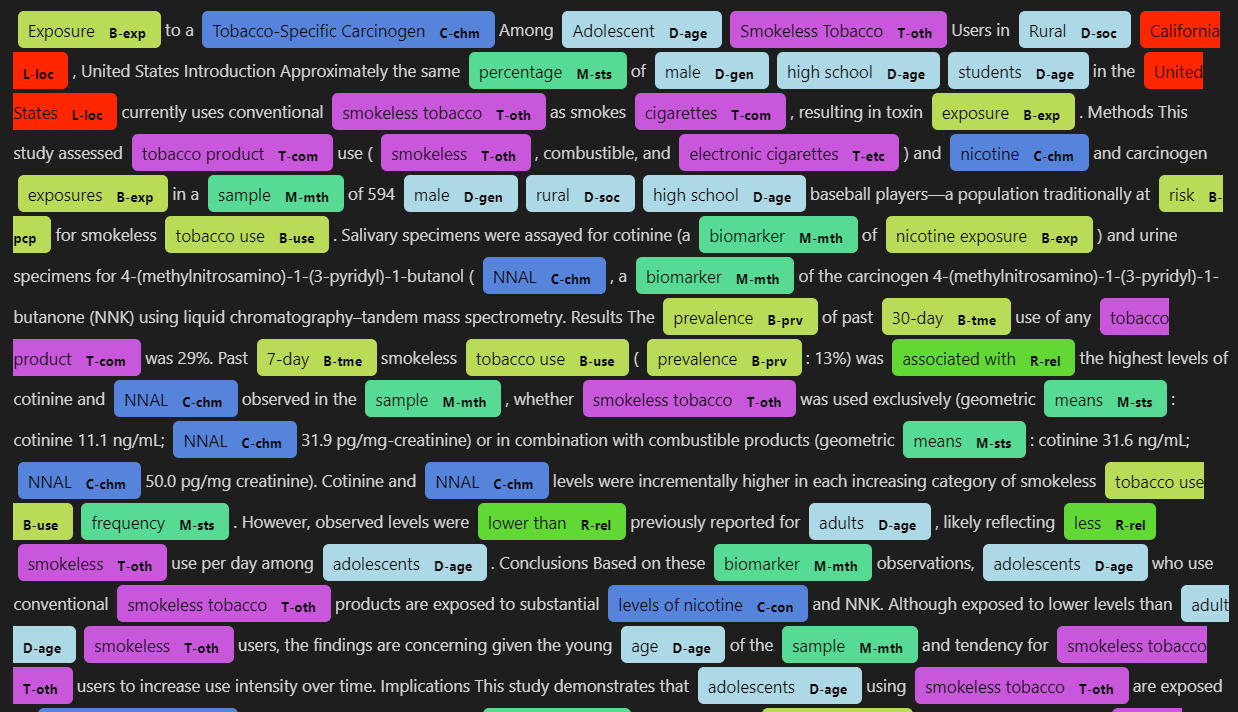 Exposure B-exp to a Tobacco-Specific Carcinogen C-chm Among Adolescent D-age Smokeless Tobacco T-oth Users in Rural D-soc California
L-loc , United States Introduction Approximately the same percentage M-sts of male D-gen high school D-age students D-age in the United
States L-loc currently uses conventional smokeless tobacco T-oth as smokes cigarettes T-com , resulting in toxin exposure B-exp . Methods This
study assessed tobacco product T-com use ( smokeless T-oth , combustible, and electronic cigarettes T-etc ) and nicotine C-chm and carcinogen
exposures B-exp in a sample M-mth of 594 male D-gen rural D-soc high school D-age baseball players—a population traditionally at risk B-
pcp for smokeless tobacco use B-use . Salivary specimens were assayed for cotinine (a biomarker M-mth of nicotine exposure B-exp ) and urine
specimens for 4-(methylnitrosamino)-1-(3-pyridyl)-1-butanol ( NNAL C-chm , a biomarker M-mth of the carcinogen 4-(methylnitrosamino)-1-(3-pyridyl)-1-
butanone (NNK) using liquid chromatography–tandem mass spectrometry. Results The prevalence B-prv of past 30-day B-tme use of any tobacco
product T-com was 29%. Past 7-day B-tme smokeless tobacco use B-use ( prevalence B-prv : 13%) was associated with R-rel the highest levels of
cotinine and NNAL C-chm observed in the sample M-mth , whether smokeless tobacco T-oth was used exclusively (geometric means M-sts :
cotinine 11.1 ng/mL; NNAL C-chm 31.9 pg/mg-creatinine) or in combination with combustible products (geometric means M-sts : cotinine 31.6 ng/mL;
NNAL C-chm 50.0 pg/mg creatinine). Cotinine and NNAL C-chm levels were incrementally higher in each increasing category of smokeless tobacco use
B-use frequency M-sts . However, observed levels were lower than R-rel previously reported for adults D-age , likely reflecting less R-rel
smokeless T-oth use per day among adolescents D-age . Conclusions Based on these biomarker M-mth observations, adolescents D-age who use
conventional smokeless tobacco T-oth products are exposed to substantial levels of nicotine C-con and NNK. Although exposed to lower levels than adult
D-age smokeless T-oth users, the findings are concerning given the young age D-age of the sample M-mth and tendency for smokeless tobacco
T-oth users to increase use intensity over time. Implications This study demonstrates that adolescents D-age using smokeless tobacco T-oth are exposed